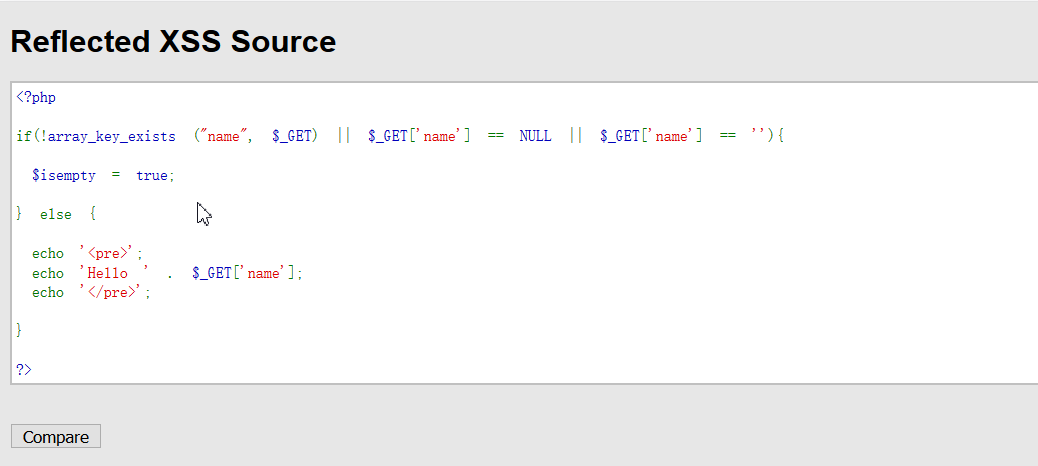 Reflected XSS Source
<?php
if(!array_key_exists ("name", $_GET) || $_GET['name'] == NULL || $_GET['name'] == ''){
$isempty = true;
} else {
echo '<pre>';
echo 'Hello ' . $_GET['name'];
echo '</pre>';
}
?>
Compare